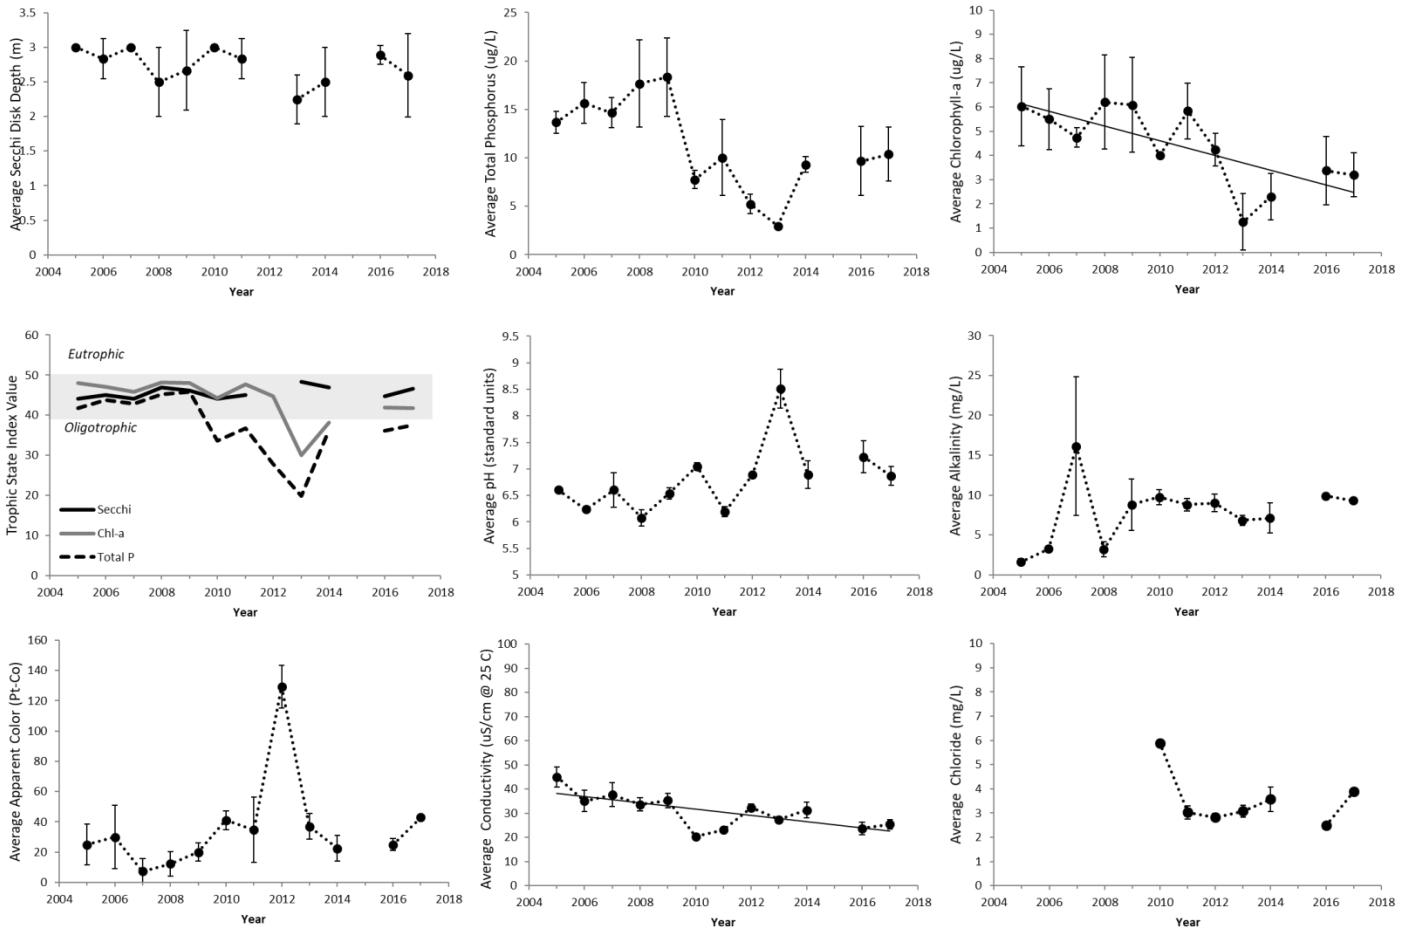 Average Secchi Disk Depth (m)
3.5
3
2.5
2
1.5
1
0.5
0
2004 2006 2008 2010 2012 2014 2016 2018
Year
Average Total Phosphorus (ug/L)
25
20
15
10
5
0
2004 2006 2008 2010 2012 2014 2016 2018
Year
Average Chlorophyll-a (ug/L)
10
9
8
7
6
5
4
3
2
1
0
2004 2006 2008 2010 2012 2014 2016 2018
Year
Trophic State Index Value
60
50
40
30
20
10
0
Eutrophic
Oligotrophic
Secchi
Chl-a
Total P
2004 2006 2008 2010 2012 2014 2016 2018
Year
Average pH (standard units)
9.5
9
8.5
8
7.5
7
6.5
6
5.5
5
2004 2006 2008 2010 2012 2014 2016 2018
Year
Average Alkalinity (mg/L)
30
25
20
15
10
5
0
2004 2006 2008 2010 2012 2014 2016 2018
Year
Average Apparent Color (Pt-Co)
160
140
120
100
80
60
40
20
0
2004 2006 2008 2010 2012 2014 2016 2018
Year
Average Conductivity (uS/cm @ 25 C)
100
90
80
70
60
50
40
30
20
10
0
2004 2006 2008 2010 2012 2014 2016 2018
Year
Average Chloride (mg/L)
10
9
8
7
6
5
4
3
2
1
0
2004 2006 2008 2010 2012 2014 2016 2018
Year